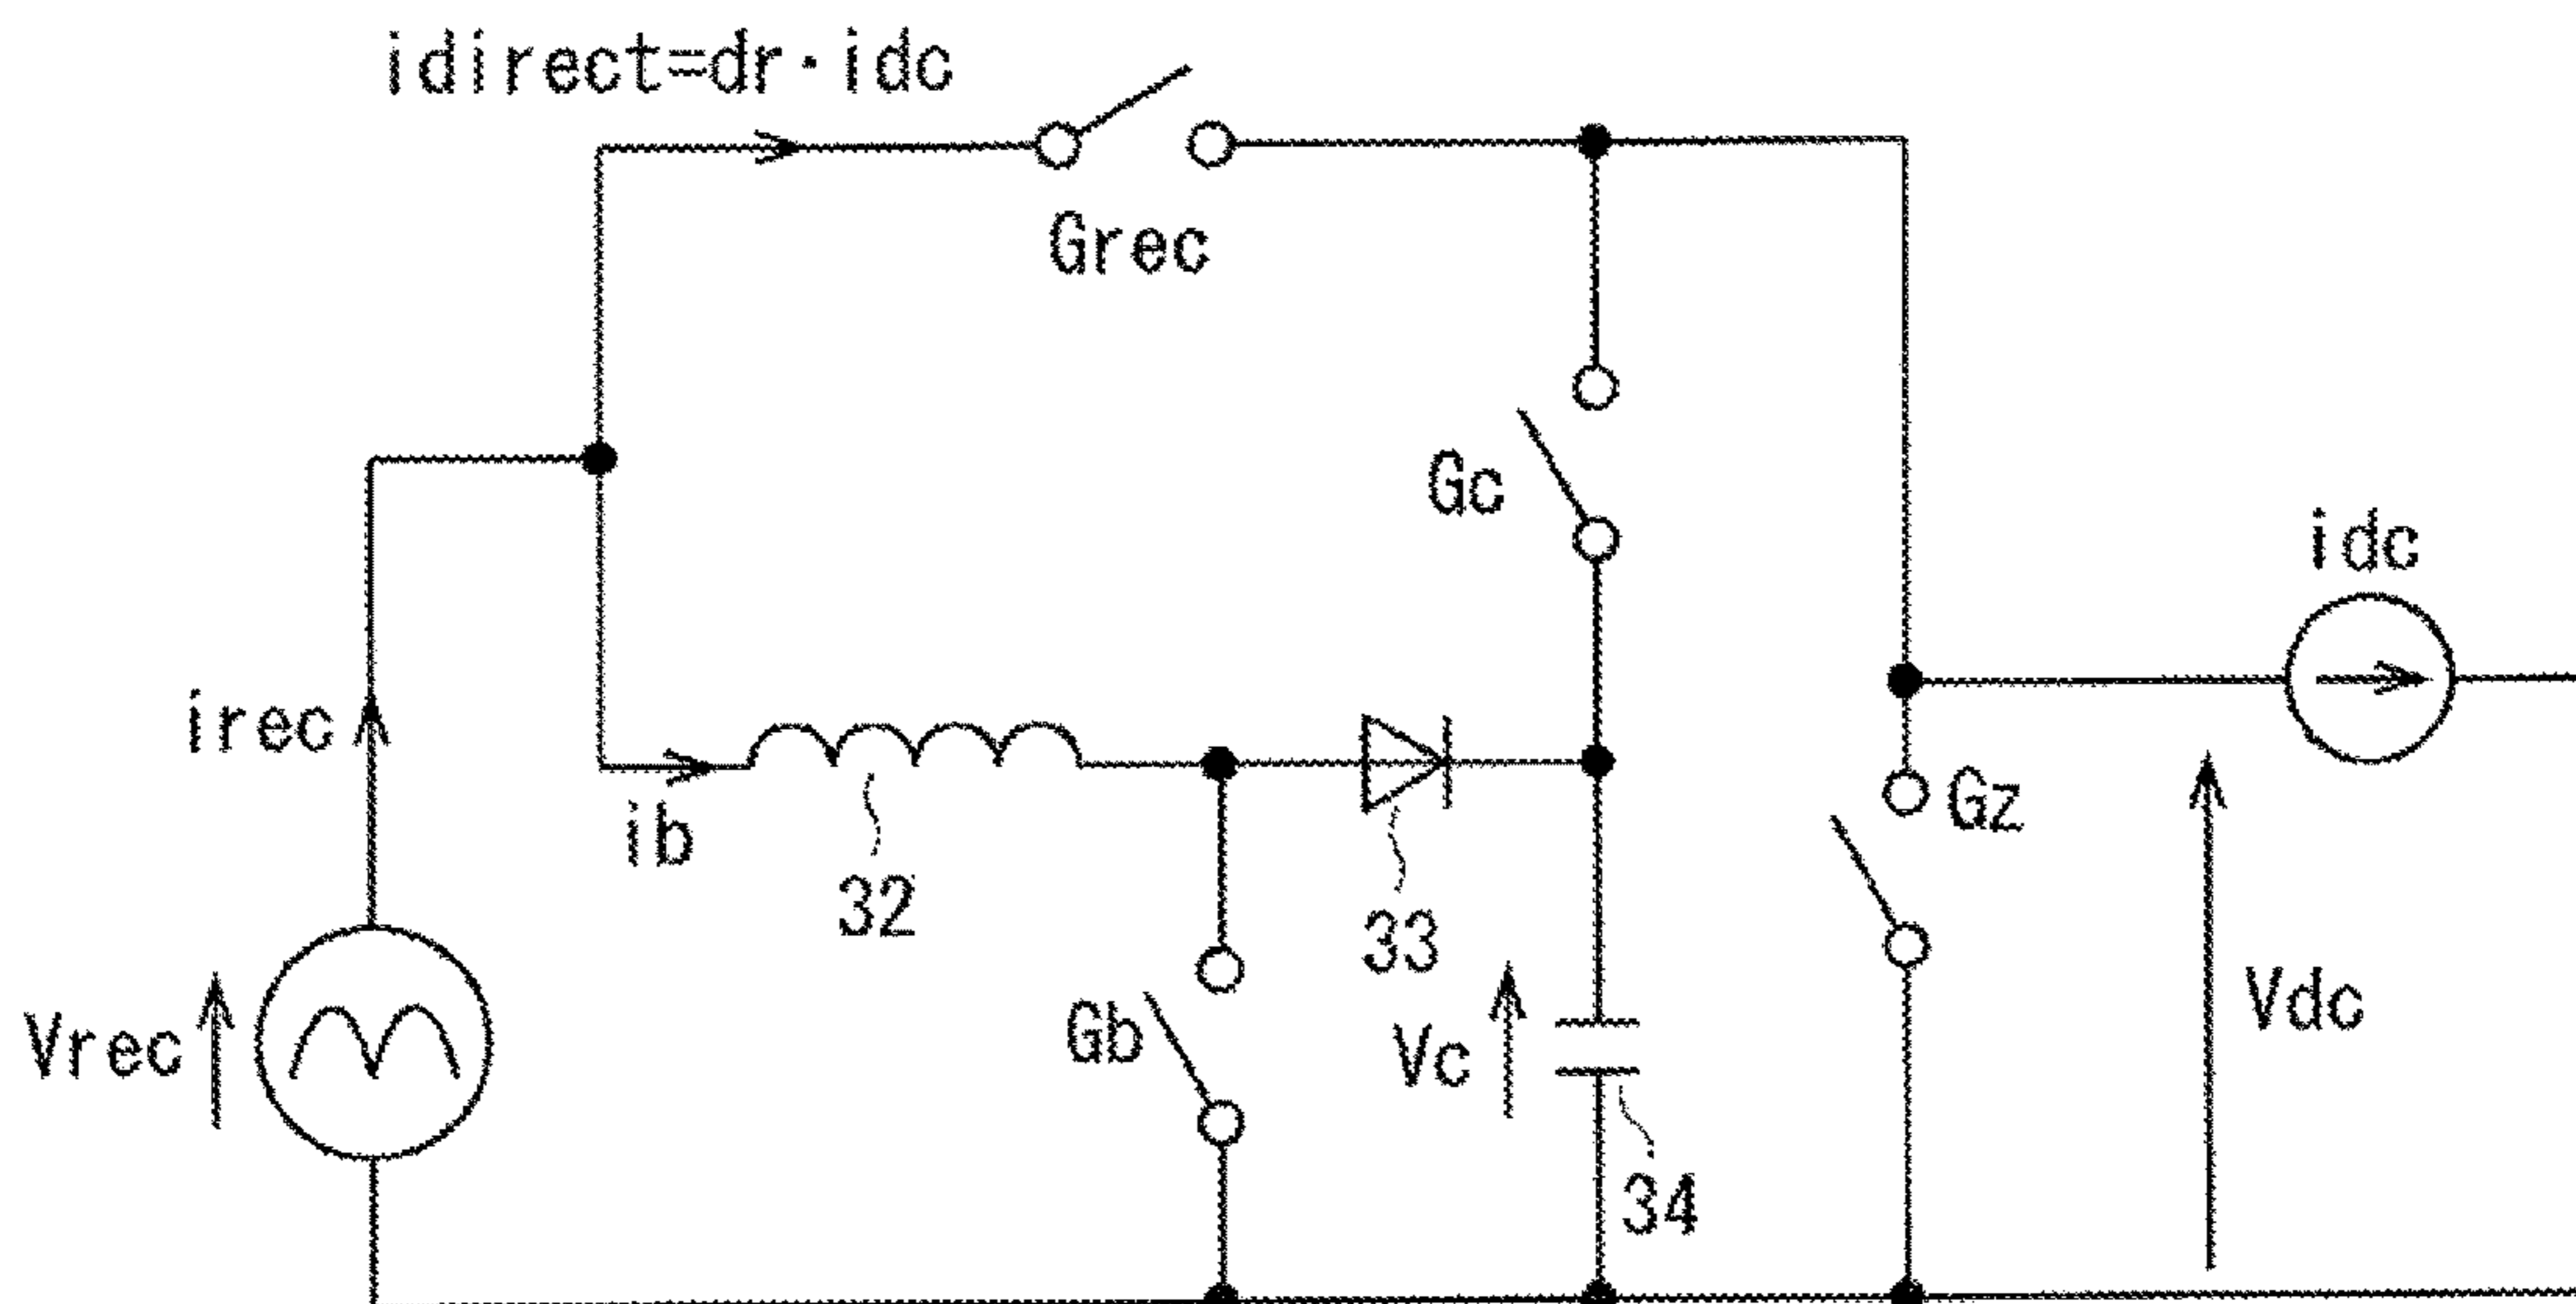 idirect=dr·idc
Grec
Gc
idc
irec
ib
32
33
Gz
Vrec
Gb
Vc
Vdc
34